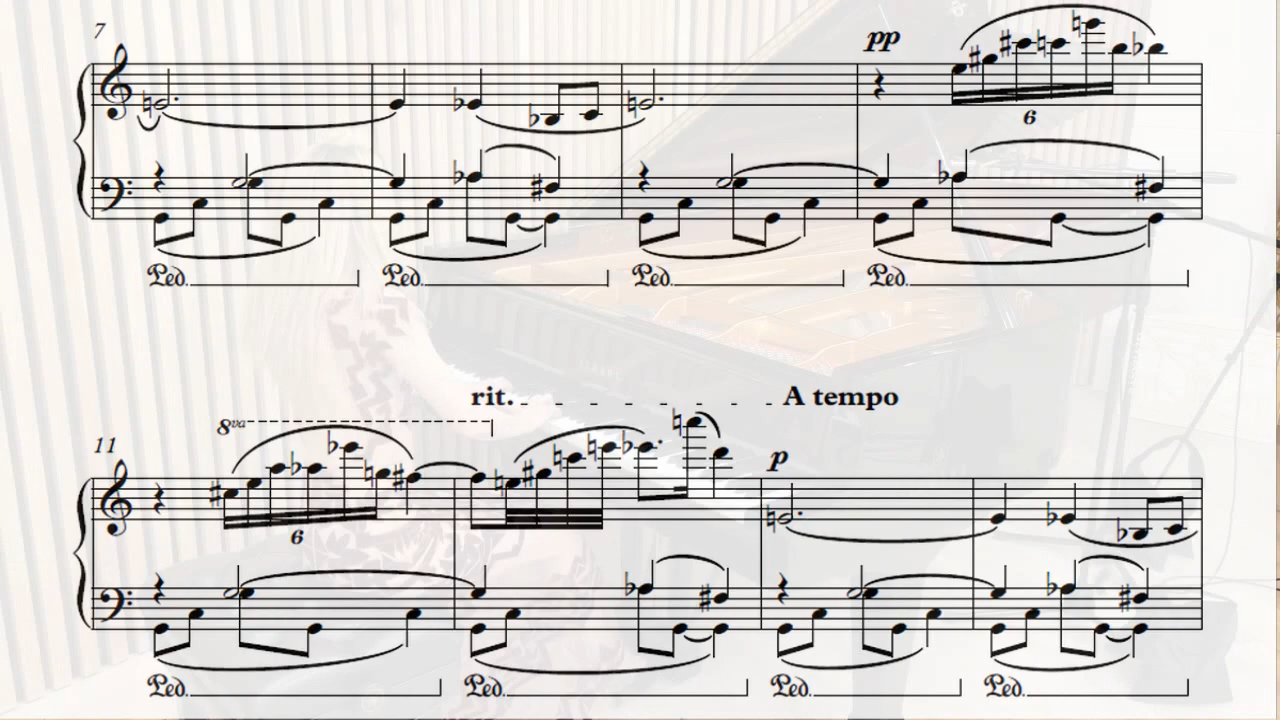 7
pp
6
Ped. Ped. Ped. Ped.
rit. A tempo
8va
11
p
6
Ped. Ped. Ped. Ped.